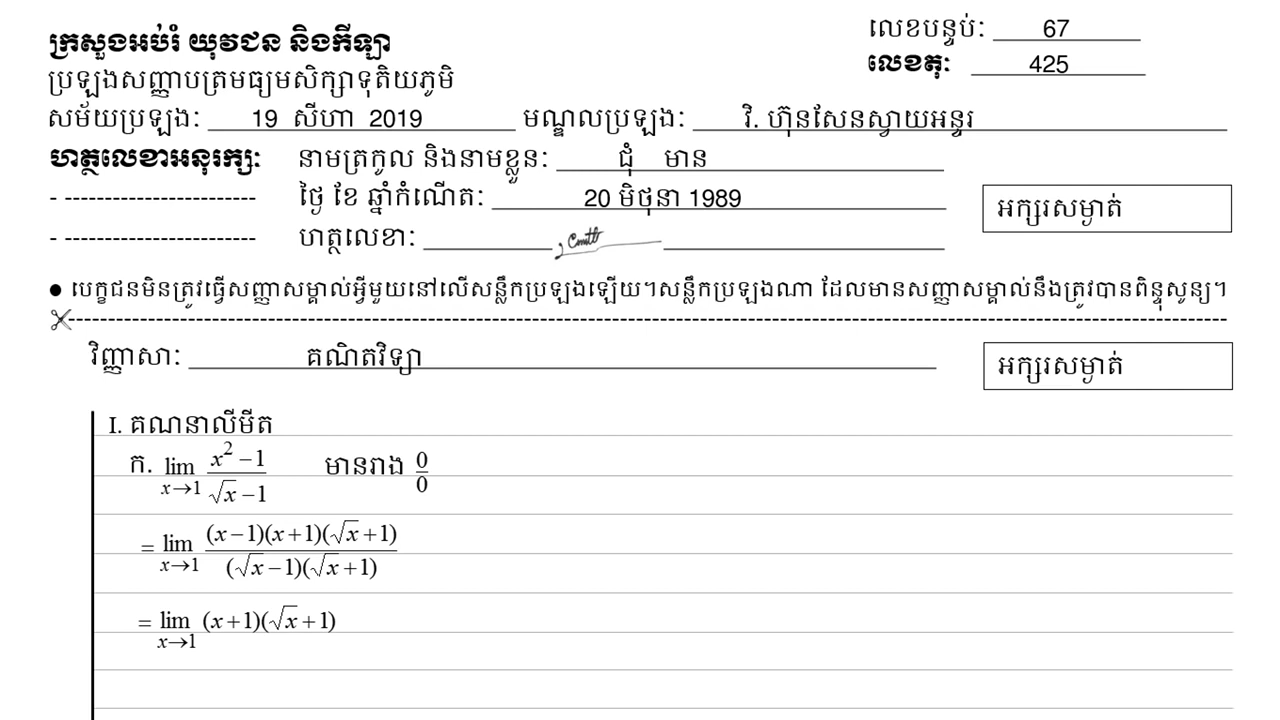 ក្រសួងអប់រំ យុវជន និងកីឡា
លេខបន្ទប់: 67
ប្រឡងសញ្ញាបត្រមធ្យមសិក្សាទុតិយភូមិ
លេខតុ: 425
សម័យប្រឡង: 19 សីហា 2019 មណ្ឌលប្រឡង: វិ. ហ៊ុនសែនស្វាយអន្ទរ
ហត្ថលេខាអនុរក្ស: នាមត្រកូល និងនាមខ្លួន: ជុំ មាន
- ------------------------ ថ្ងៃ ខែ ឆ្នាំកំណើត: 20 មិថុនា 1989
អក្សរសម្ងាត់
- ------------------------ ហត្ថលេខា:
● បេក្ខជនមិនត្រូវធ្វើសញ្ញាសម្គាល់អ្វីមួយនៅលើសន្លឹកប្រឡងឡើយ។សន្លឹកប្រឡងណា ដែលមានសញ្ញាសម្គាល់នឹងត្រូវបានពិន្ទុសូន្យ។
វិញ្ញាសា: គណិតវិទ្យា
អក្សរសម្ងាត់
I. គណនាលីមីត
ក. lim x→1 (x² −1)/(√x −1) មានរាង 0/0
= lim x→1 ((x−1)(x+1)(√x+1))/((√x−1)(√x+1))
= lim x→1 (x+1)(√x+1)